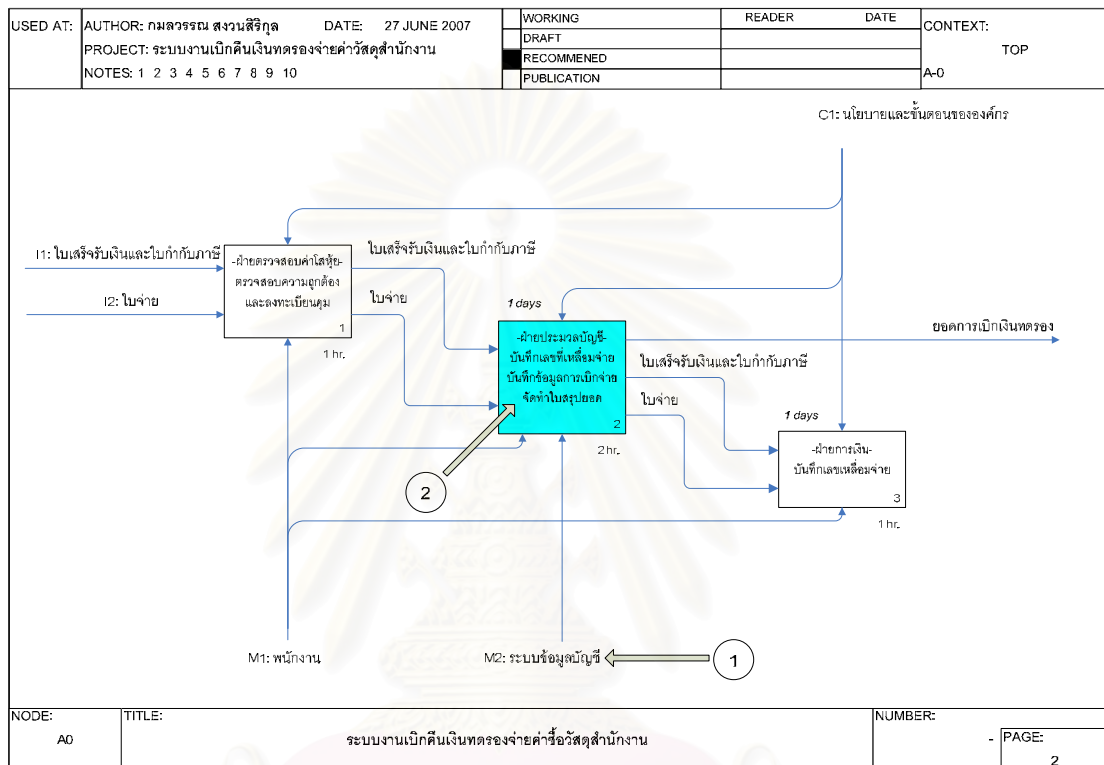 USED AT:
AUTHOR: กมลวรรณ สงวนสิริกุล DATE: 27 JUNE 2007
PROJECT: ระบบงานเบิกคืนเงินทดรองจ่ายค่าวัสดุสำนักงาน
NOTES: 1 2 3 4 5 6 7 8 9 10
WORKING
DRAFT
RECOMMENED
PUBLICATION
READER DATE
CONTEXT:
TOP
A-0
C1: นโยบายและขั้นตอนขององค์กร
I1: ใบเสร็จรับเงินและใบกำกับภาษี
I2: ใบจ่าย
-ฝ่ายตรวจสอบค่าโสหุ้ย-
ตรวจสอบความถูกต้อง
และลงทะเบียนคุม
1
1 hr.
ใบเสร็จรับเงินและใบกำกับภาษี
ใบจ่าย
1 days
-ฝ่ายประมวลบัญชี-
บันทึกเลขที่เหลื่อมจ่าย
บันทึกข้อมูลการเบิกจ่าย
จัดทำใบสรุปยอด
2
2 hr.
ยอดการเบิกเงินทดรอง
ใบเสร็จรับเงินและใบกำกับภาษี
ใบจ่าย
1 days
-ฝ่ายการเงิน-
บันทึกเลขเหลื่อมจ่าย
3
1 hr.
2
M1: พนักงาน
M2: ระบบข้อมูลบัญชี
1
NODE:
A0
TITLE:
ระบบงานเบิกคืนเงินทดรองจ่ายค่าซื้อวัสดุสำนักงาน
NUMBER:
-
PAGE:
2